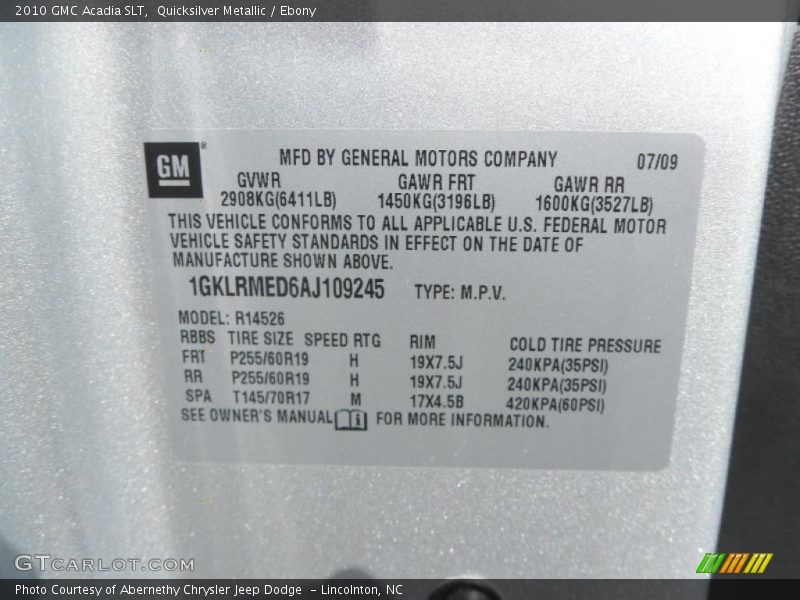 2010 GMC Acadia SLT,  Quicksilver Metallic / Ebony
GM®
MFD BY GENERAL MOTORS COMPANY 07/09
GVWR GAWR FRT GAWR RR
2908KG(6411LB) 1450KG(3196LB) 1600KG(3527LB)
THIS VEHICLE CONFORMS TO ALL APPLICABLE U.S. FEDERAL MOTOR
VEHICLE SAFETY STANDARDS IN EFFECT ON THE DATE OF
MANUFACTURE SHOWN ABOVE.
1GKLRMED6AJ109245 TYPE: M.P.V.
MODEL: R14526
RBBS TIRE SIZE SPEED RTG RIM COLD TIRE PRESSURE
FRT P255/60R19 H 19X7.5J 240KPA(35PSI)
RR P255/60R19 H 19X7.5J 240KPA(35PSI)
SPA T145/70R17 M 17X4.5B 420KPA(60PSI)
SEE OWNER'S MANUAL i FOR MORE INFORMATION.
GTCARLOT.COM
Photo Courtesy of Abernethy Chrysler Jeep Dodge  – Lincolnton, NC